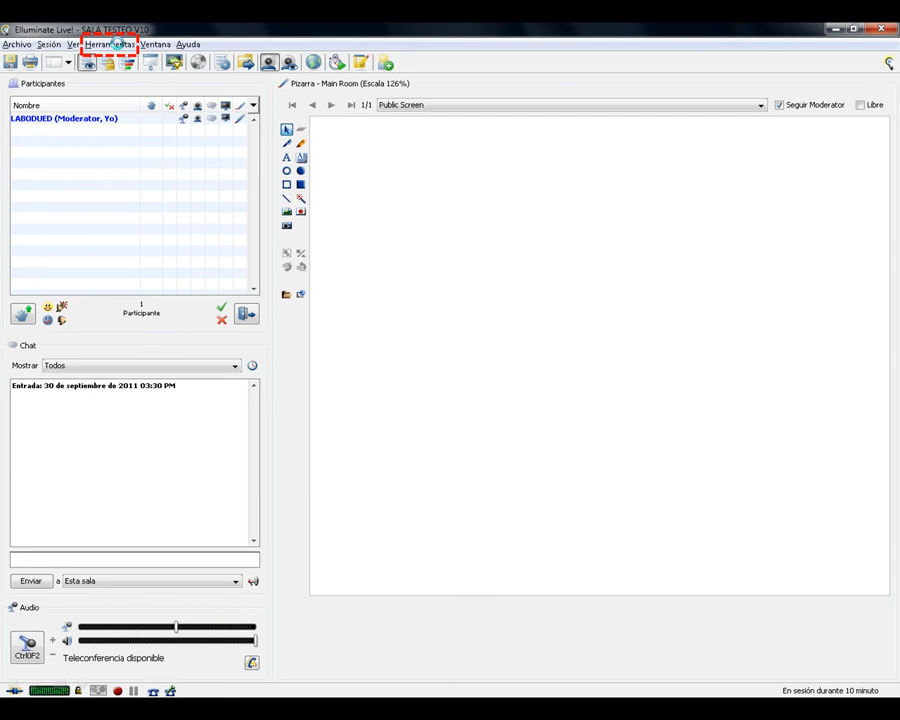 Elluminate Live! - SALA TESTEO V10
Archivo Sesión Ver Herramientas Ventana Ayuda
Participantes
Nombre
LABODUED (Moderator, Yo)
1
Participante
Chat
Mostrar Todos
Entrada: 30 de septiembre de 2011 03:30 PM
Enviar a Esta sala
Audio
Ctrl0F2
Teleconferencia disponible
Pizarra - Main Room (Escala 126%)
1/1 Public Screen Seguir Moderator Libre
A A
En sesión durante 10 minuto